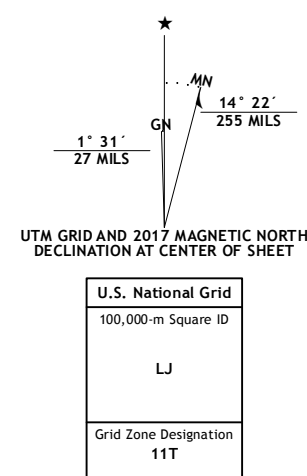 ★
MN
GN
14° 22´
255 MILS
1° 31´
27 MILS
UTM GRID AND 2017 MAGNETIC NORTH
DECLINATION AT CENTER OF SHEET
U.S. National Grid
100,000-m Square ID
LJ
Grid Zone Designation
11T